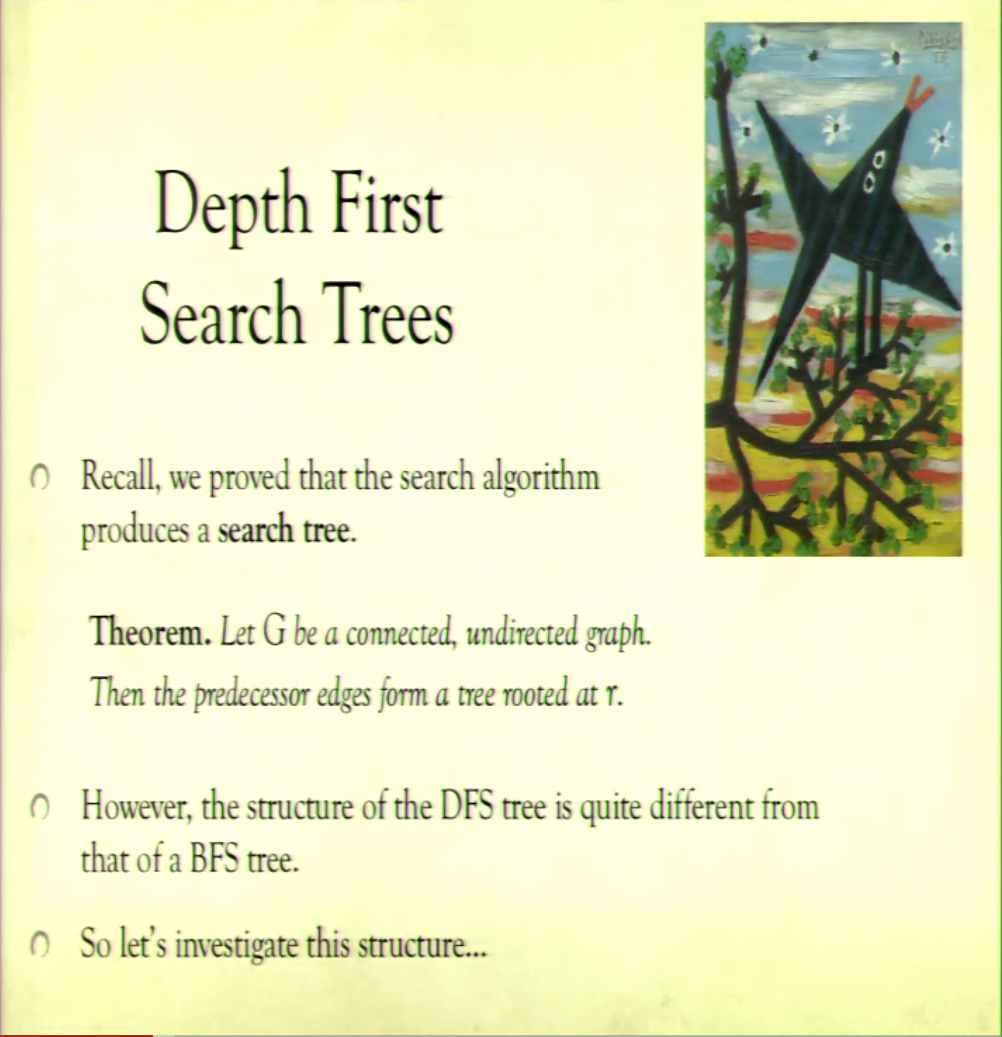 Depth First
Search Trees
Recall, we proved that the search algorithm
produces a search tree.
Theorem. Let G be a connected, undirected graph.
Then the predecessor edges form a tree rooted at r.
However, the structure of the DFS tree is quite different from
that of a BFS tree.
So let's investigate this structure...